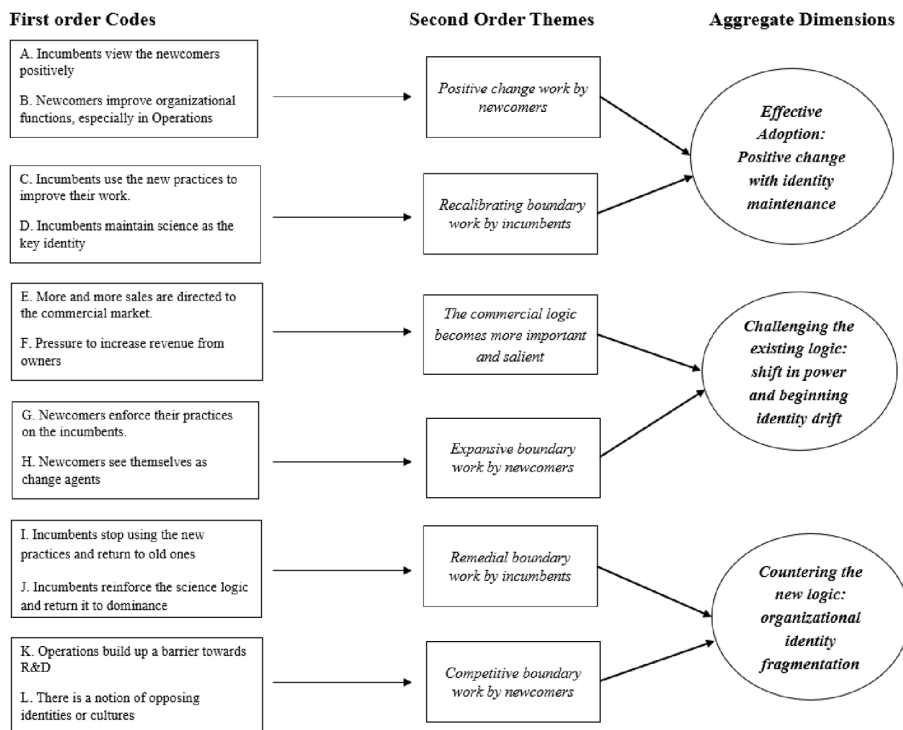 First order Codes
Second Order Themes
Aggregate Dimensions
A. Incumbents view the newcomers
positively
B. Newcomers improve organizational
functions, especially in Operations
Positive change work by
newcomers
Effective
Adoption:
Positive change
with identity
maintenance
C. Incumbents use the new practices to
improve their work.
D. Incumbents maintain science as the
key identity
Recalibrating boundary
work by incumbents
E. More and more sales are directed to
the commercial market.
F. Pressure to increase revenue from
owners
The commercial logic
becomes more important
and salient
Challenging the
existing logic:
shift in power
and beginning
identity drift
G. Newcomers enforce their practices
on the incumbents.
H. Newcomers see themselves as
change agents
Expansive boundary
work by newcomers
I. Incumbents stop using the new
practices and return to old ones
J. Incumbents reinforce the science logic
and return it to dominance
Remedial boundary
work by incumbents
Countering the
new logic:
organizational
identity
fragmentation
K. Operations build up a barrier towards
R&D
L. There is a notion of opposing
identities or cultures
Competitive boundary
work by newcomers